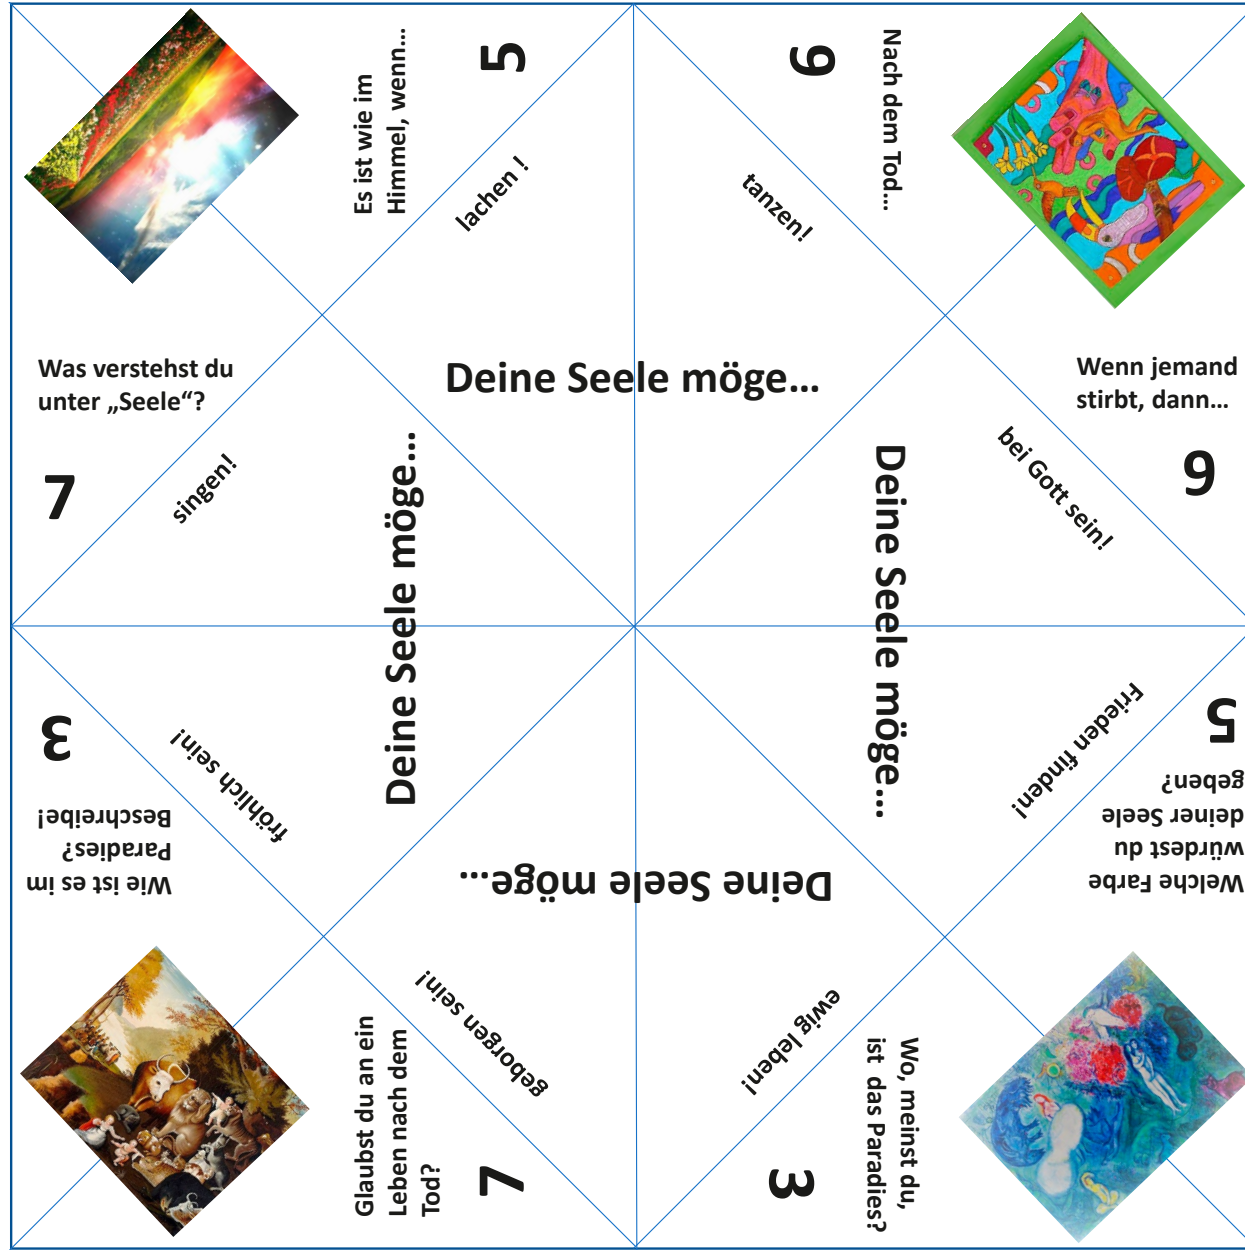 5
Es ist wie im
Himmel, wenn…
lachen !
9
Nach dem Tod…
tanzen!
Was verstehst du
unter „Seele“?
7
singen!
Deine Seele möge…
Wenn jemand
stirbt, dann…
9
bei Gott sein!
Deine Seele möge…
Deine Seele möge…
3
Wie ist es im
Paradies?
Beschreibe!
fröhlich sein!
5
Welche Farbe
würdest du
deiner Seele
geben?
Frieden finden!
Deine Seele möge…
geborgen sein!
Glaubst du an ein
Leben nach dem
Tod?
7
ewig leben!
Wo, meinst du,
ist das Paradies?
3